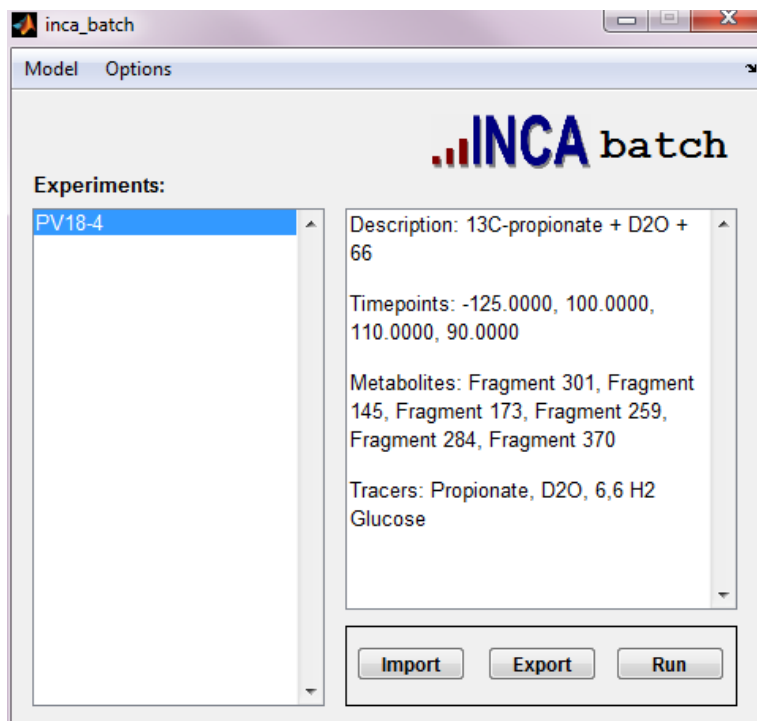 inca_batch
Model Options
INCA batch
Experiments:
PV18-4
Description: 13C-propionate + D2O +
66
Timepoints: -125.0000, 100.0000,
110.0000, 90.0000
Metabolites: Fragment 301, Fragment
145, Fragment 173, Fragment 259,
Fragment 284, Fragment 370
Tracers: Propionate, D2O, 6,6 H2
Glucose
Import Export Run